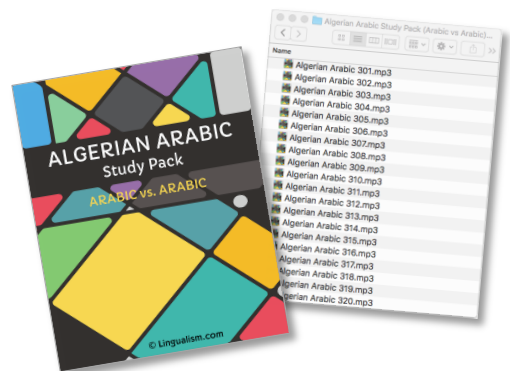 ALGERIAN ARABIC
Study Pack
ARABIC vs. ARABIC
© Lingualism.com
Algerian Arabic Study Pack (Arabic vs Arabic)...
Name
Algerian Arabic 301.mp3
Algerian Arabic 302.mp3
Algerian Arabic 303.mp3
Algerian Arabic 304.mp3
Algerian Arabic 305.mp3
Algerian Arabic 306.mp3
Algerian Arabic 307.mp3
Algerian Arabic 308.mp3
Algerian Arabic 309.mp3
Algerian Arabic 310.mp3
Algerian Arabic 311.mp3
Algerian Arabic 312.mp3
Algerian Arabic 313.mp3
Algerian Arabic 314.mp3
Algerian Arabic 315.mp3
Algerian Arabic 316.mp3
Algerian Arabic 317.mp3
Algerian Arabic 318.mp3
Algerian Arabic 319.mp3
gerian Arabic 320.mp3